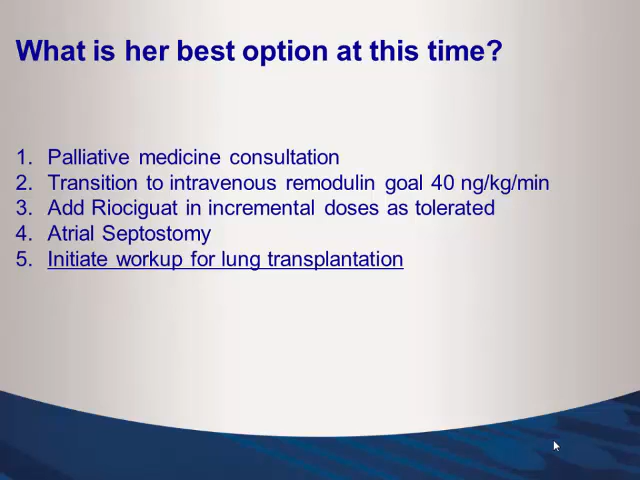 What is her best option at this time?
1. Palliative medicine consultation
2. Transition to intravenous remodulin goal 40 ng/kg/min
3. Add Riociguat in incremental doses as tolerated
4. Atrial Septostomy
5. Initiate workup for lung transplantation